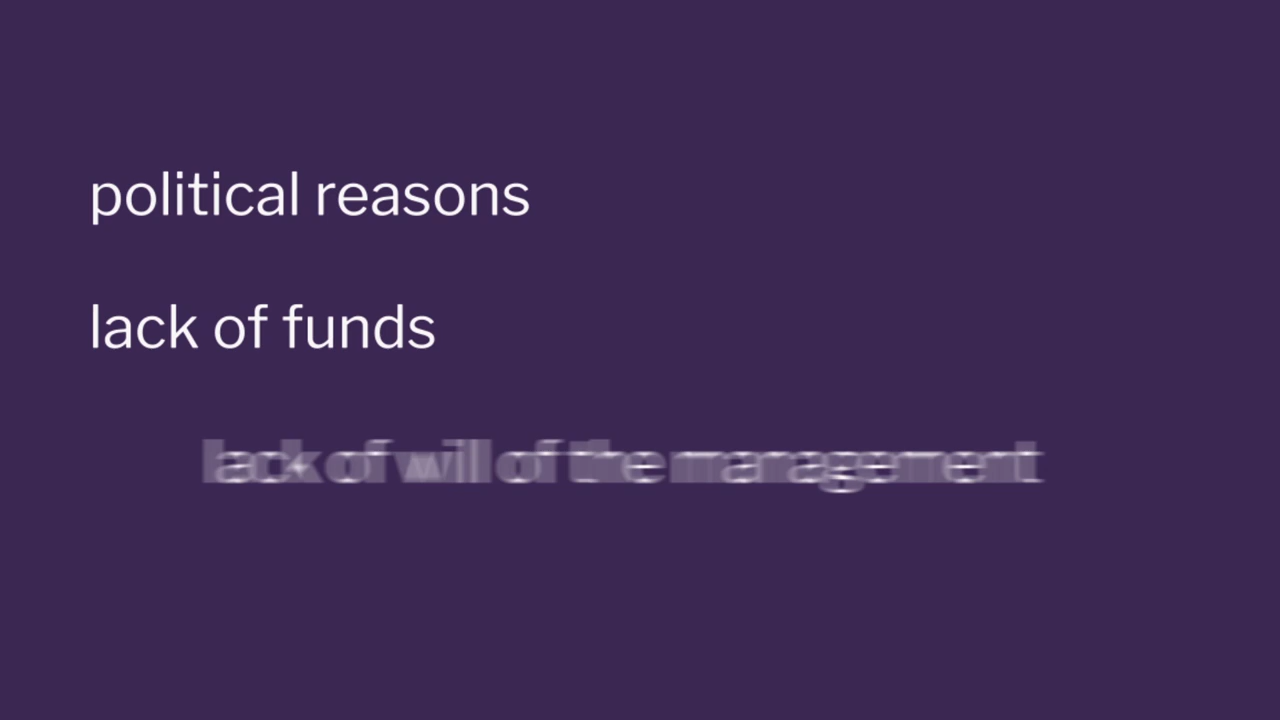 political reasons
lack of funds
lack of will of the management